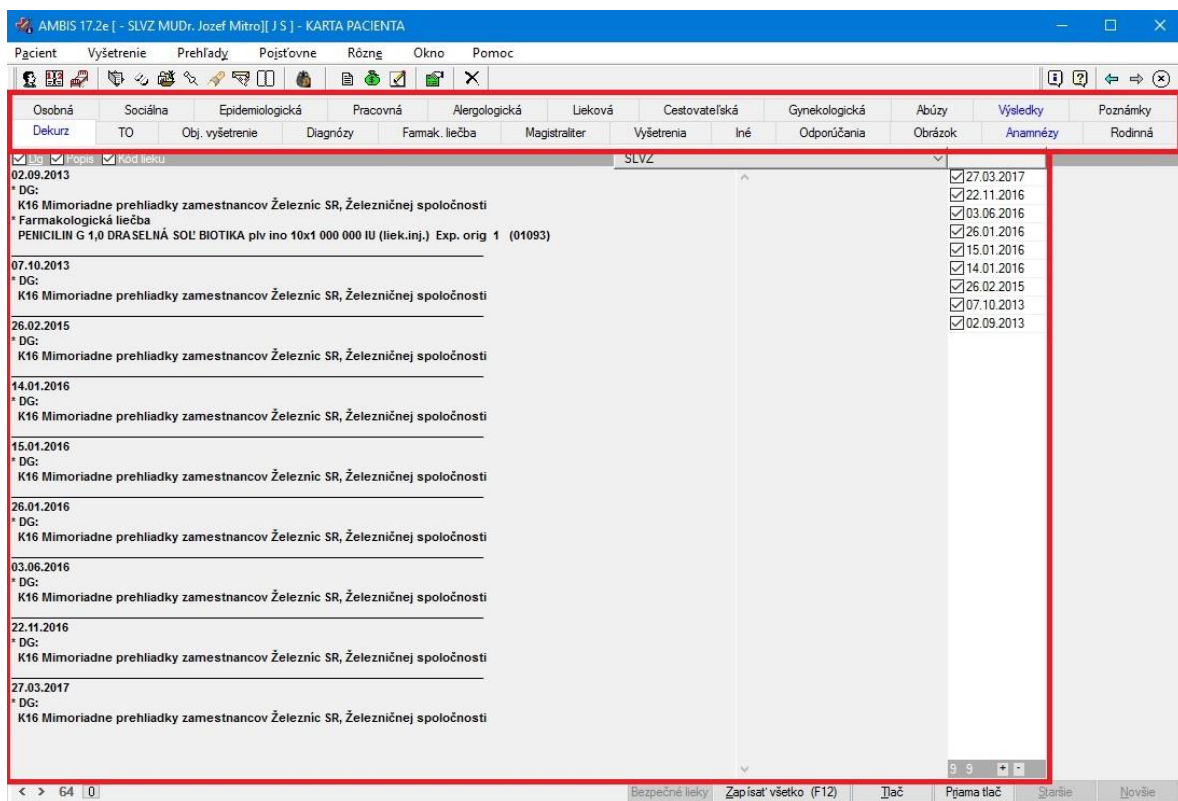 AMBIS 17.2e [ - SLVZ MUDr. Jozef Mitro][ J S ] - KARTA PACIENTA
Pacient Vyšetrenie Prehľady Poisťovne Rôzne Okno Pomoc
Osobná Sociálna Epidemiologická Pracovná Alergologická Lieková Cestovateľská Gynekologická Abúzy Výsledky Poznámky
Dekurz TO Obj. vyšetrenie Diagnózy Famak. liečba Magistraliter Vyšetrenia Iné Odporúčania Obrázok Anamnézy Rodinná
Dg Popis Kód lieku SLVZ
02.09.2013
* DG:
K16 Mimoriadne prehliadky zamestnancov Železníc SR, Železničnej spoločnosti
* Farmakologická liečba
PENICILIN G 1,0 DRASELNÁ SOĽ BIOTIKA plv ino 10x1 000 000 IU (liek.inj.) Exp. orig 1 (01093)
07.10.2013
* DG:
K16 Mimoriadne prehliadky zamestnancov Železníc SR, Železničnej spoločnosti
26.02.2015
* DG:
K16 Mimoriadne prehliadky zamestnancov Železníc SR, Železničnej spoločnosti
14.01.2016
* DG:
K16 Mimoriadne prehliadky zamestnancov Železníc SR, Železničnej spoločnosti
15.01.2016
* DG:
K16 Mimoriadne prehliadky zamestnancov Železníc SR, Železničnej spoločnosti
26.01.2016
* DG:
K16 Mimoriadne prehliadky zamestnancov Železníc SR, Železničnej spoločnosti
03.06.2016
* DG:
K16 Mimoriadne prehliadky zamestnancov Železníc SR, Železničnej spoločnosti
22.11.2016
* DG:
K16 Mimoriadne prehliadky zamestnancov Železníc SR, Železničnej spoločnosti
27.03.2017
* DG:
K16 Mimoriadne prehliadky zamestnancov Železníc SR, Železničnej spoločnosti
27.03.2017
22.11.2016
03.06.2016
26.01.2016
15.01.2016
14.01.2016
26.02.2015
07.10.2013
02.09.2013
9 9 + -
< > 64 0 Bezpečné lieky Zapísať všetko (F12) Tlač Priama tlač Staršie Novšie